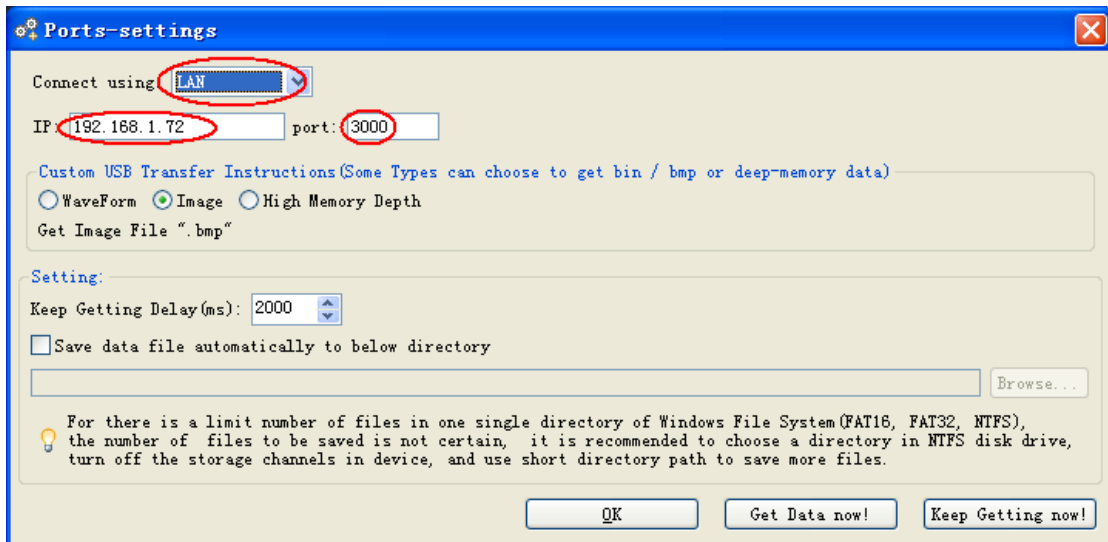 Ports-settings
Connect using: LAN
IP: 192.168.1.72 port: 3000
Custom USB Transfer Instructions(Some Types can choose to get bin / bmp or deep-memory data)
WaveForm Image High Memory Depth
Get Image File ".bmp"
Setting:
Keep Getting Delay(ms): 2000
Save data file automatically to below directory
Browse...
For there is a limit number of files in one single directory of Windows File System(FAT16, FAT32, NTFS),
the number of files to be saved is not certain, it is recommended to choose a directory in NTFS disk drive,
turn off the storage channels in device, and use short directory path to save more files.
OK Get Data now! Keep Getting now!